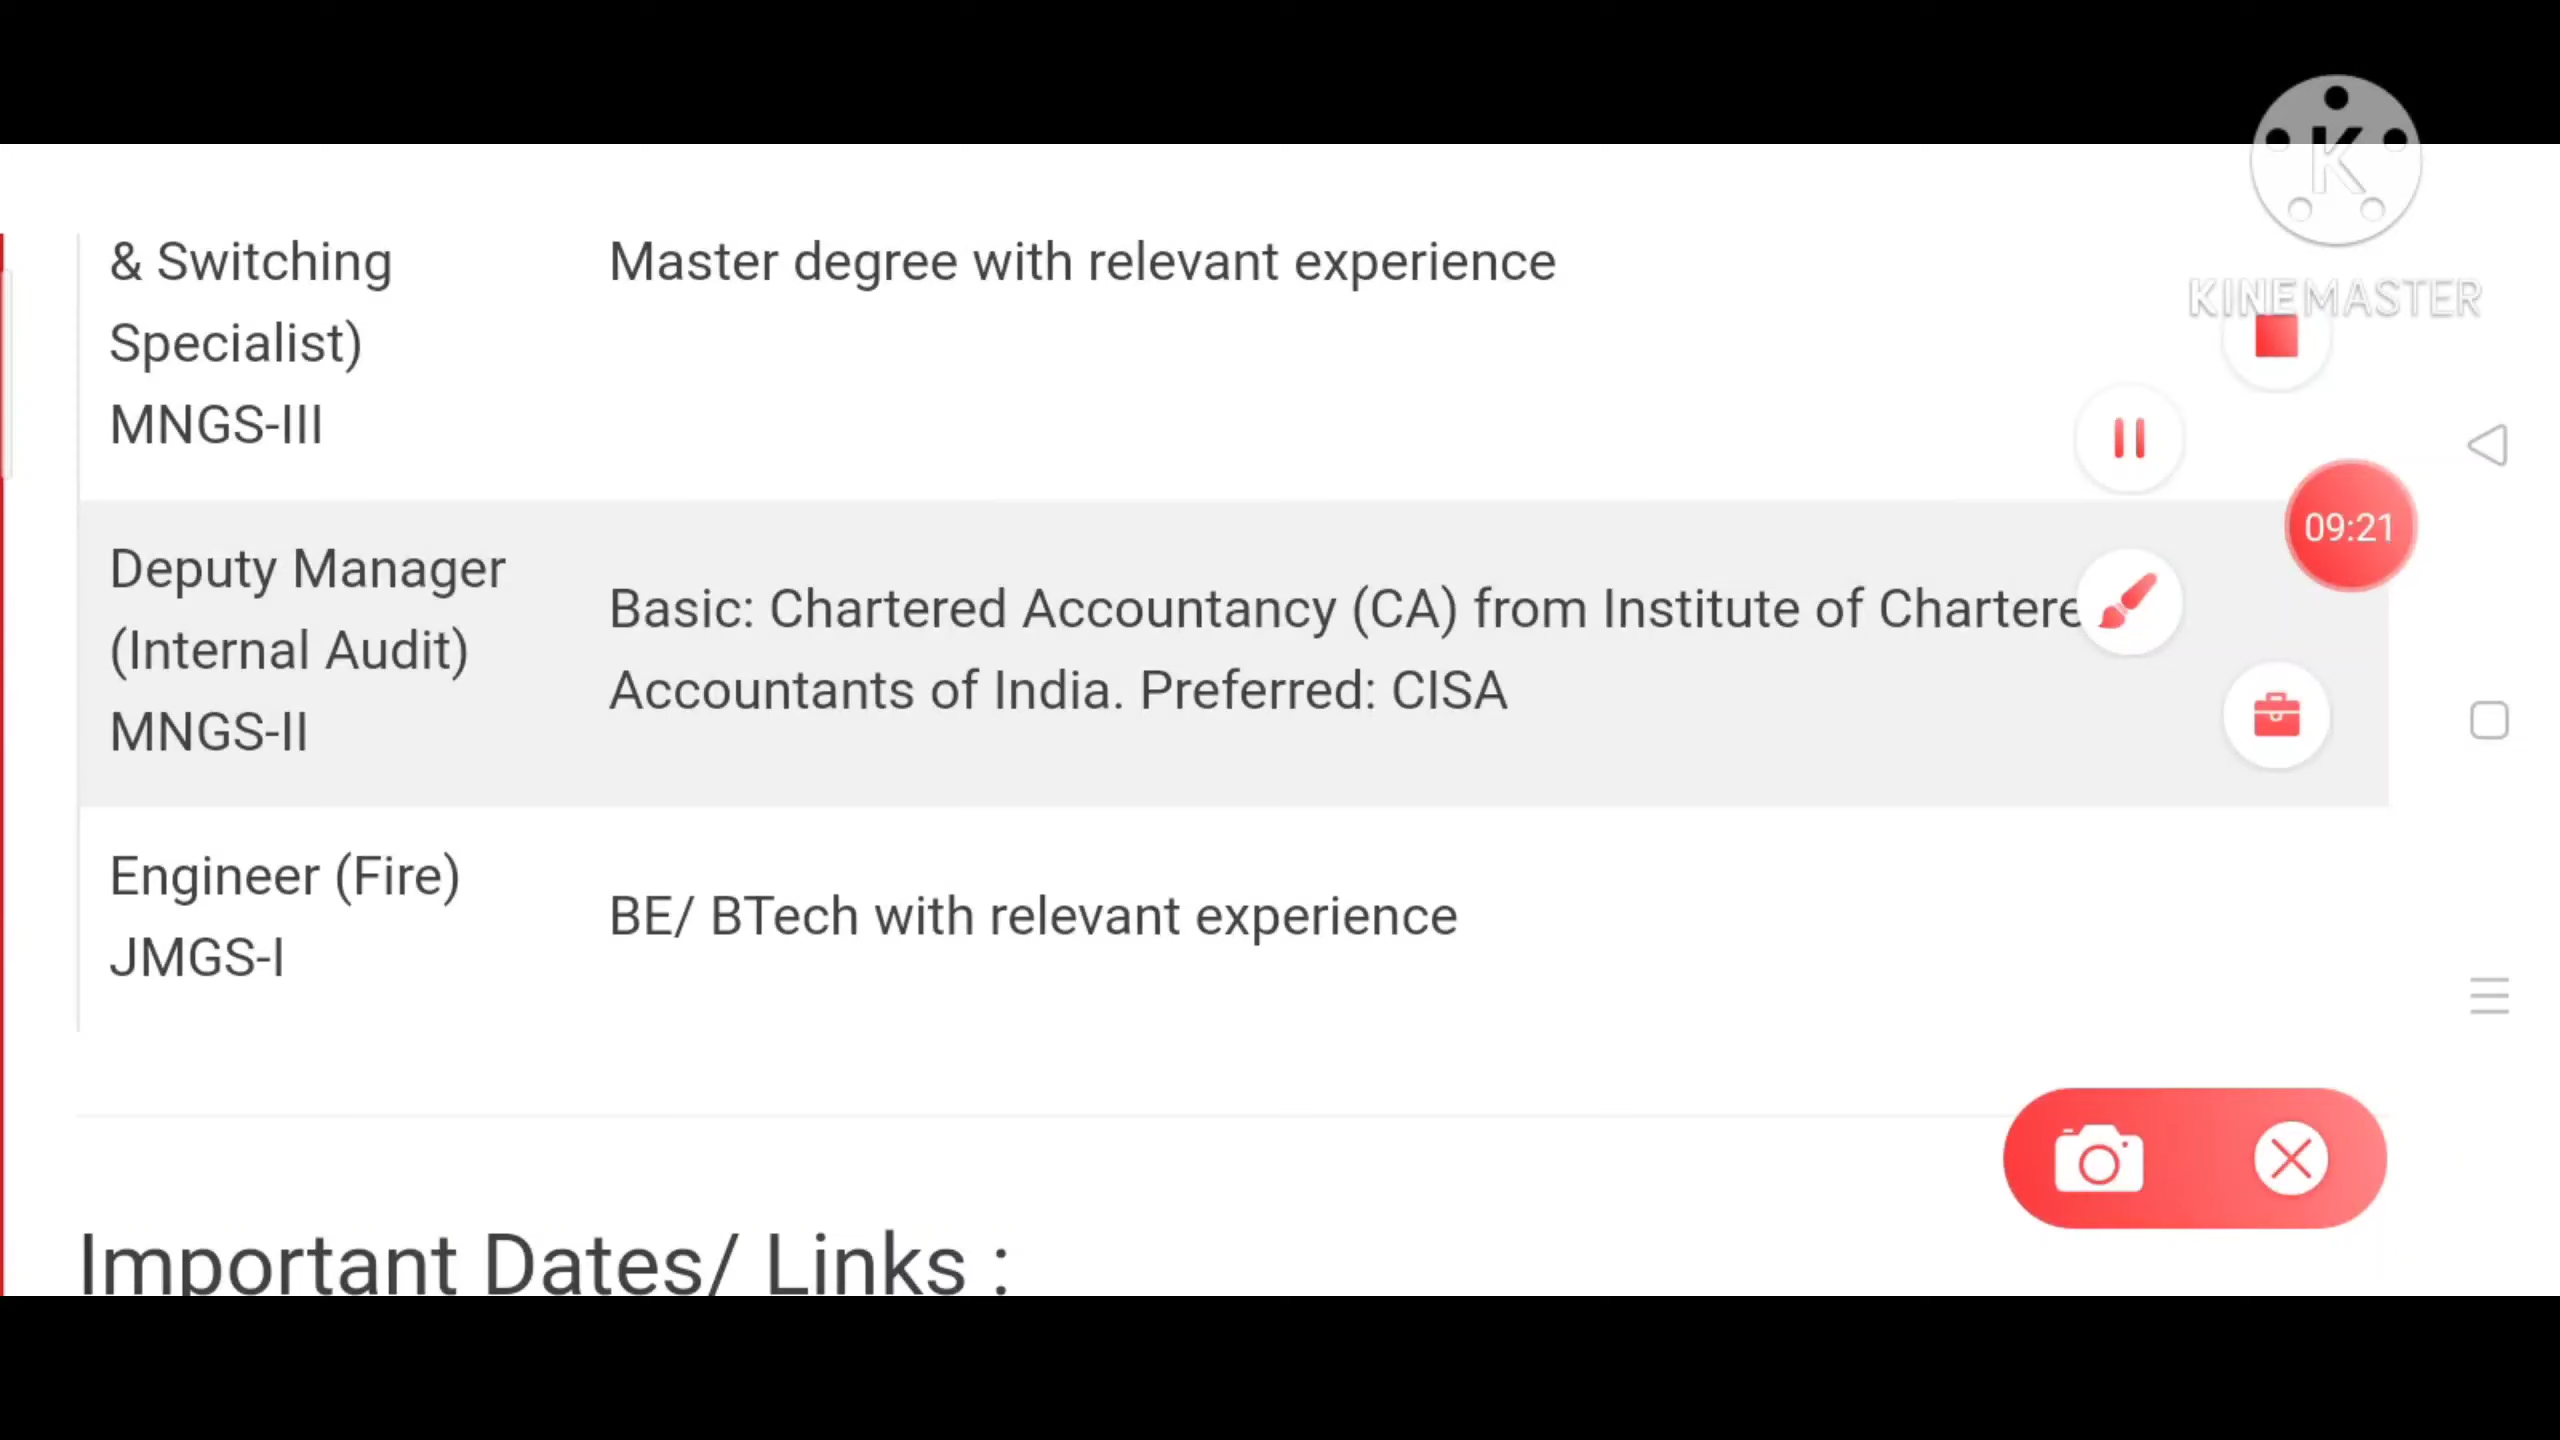 & Switching
Specialist)
MNGS-III
Master degree with relevant experience
Deputy Manager
(Internal Audit)
MNGS-II
Basic: Chartered Accountancy (CA) from Institute of Chartere
Accountants of India. Preferred: CISA
Engineer (Fire)
JMGS-I
BE/ BTech with relevant experience
Important Dates/ Links :
K
KINEMASTER
09:21